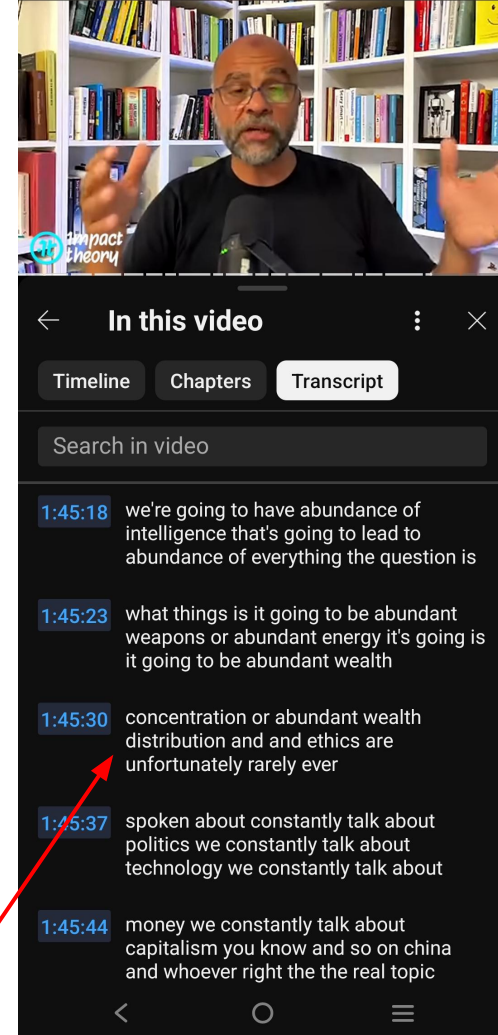 Impact
theory
In this video
Timeline
Chapters
Transcript
Search in video
1:45:18
we're going to have abundance of
intelligence that's going to lead to
abundance of everything the question is
1:45:23
what things is it going to be abundant
weapons or abundant energy it's going is
it going to be abundant wealth
1:45:30
concentration or abundant wealth
distribution and and ethics are
unfortunately rarely ever
1:45:37
spoken about constantly talk about
politics we constantly talk about
technology we constantly talk about
1:45:44
money we constantly talk about
capitalism you know and so on china
and whoever right the the real topic